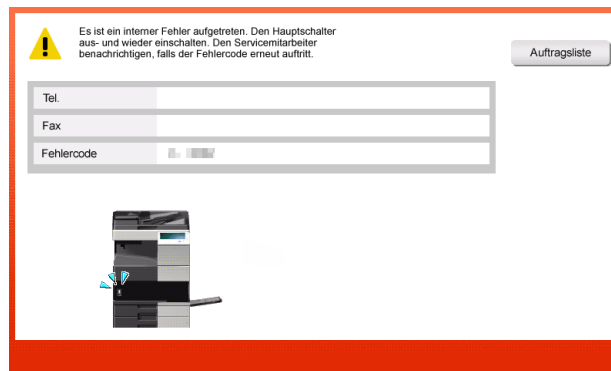 Es ist ein interner Fehler aufgetreten. Den Hauptschalter
aus- und wieder einschalten. Den Servicemitarbeiter
benachrichtigen, falls der Fehlercode erneut auftritt.
Auftragsliste
Tel.
Fax
Fehlercode